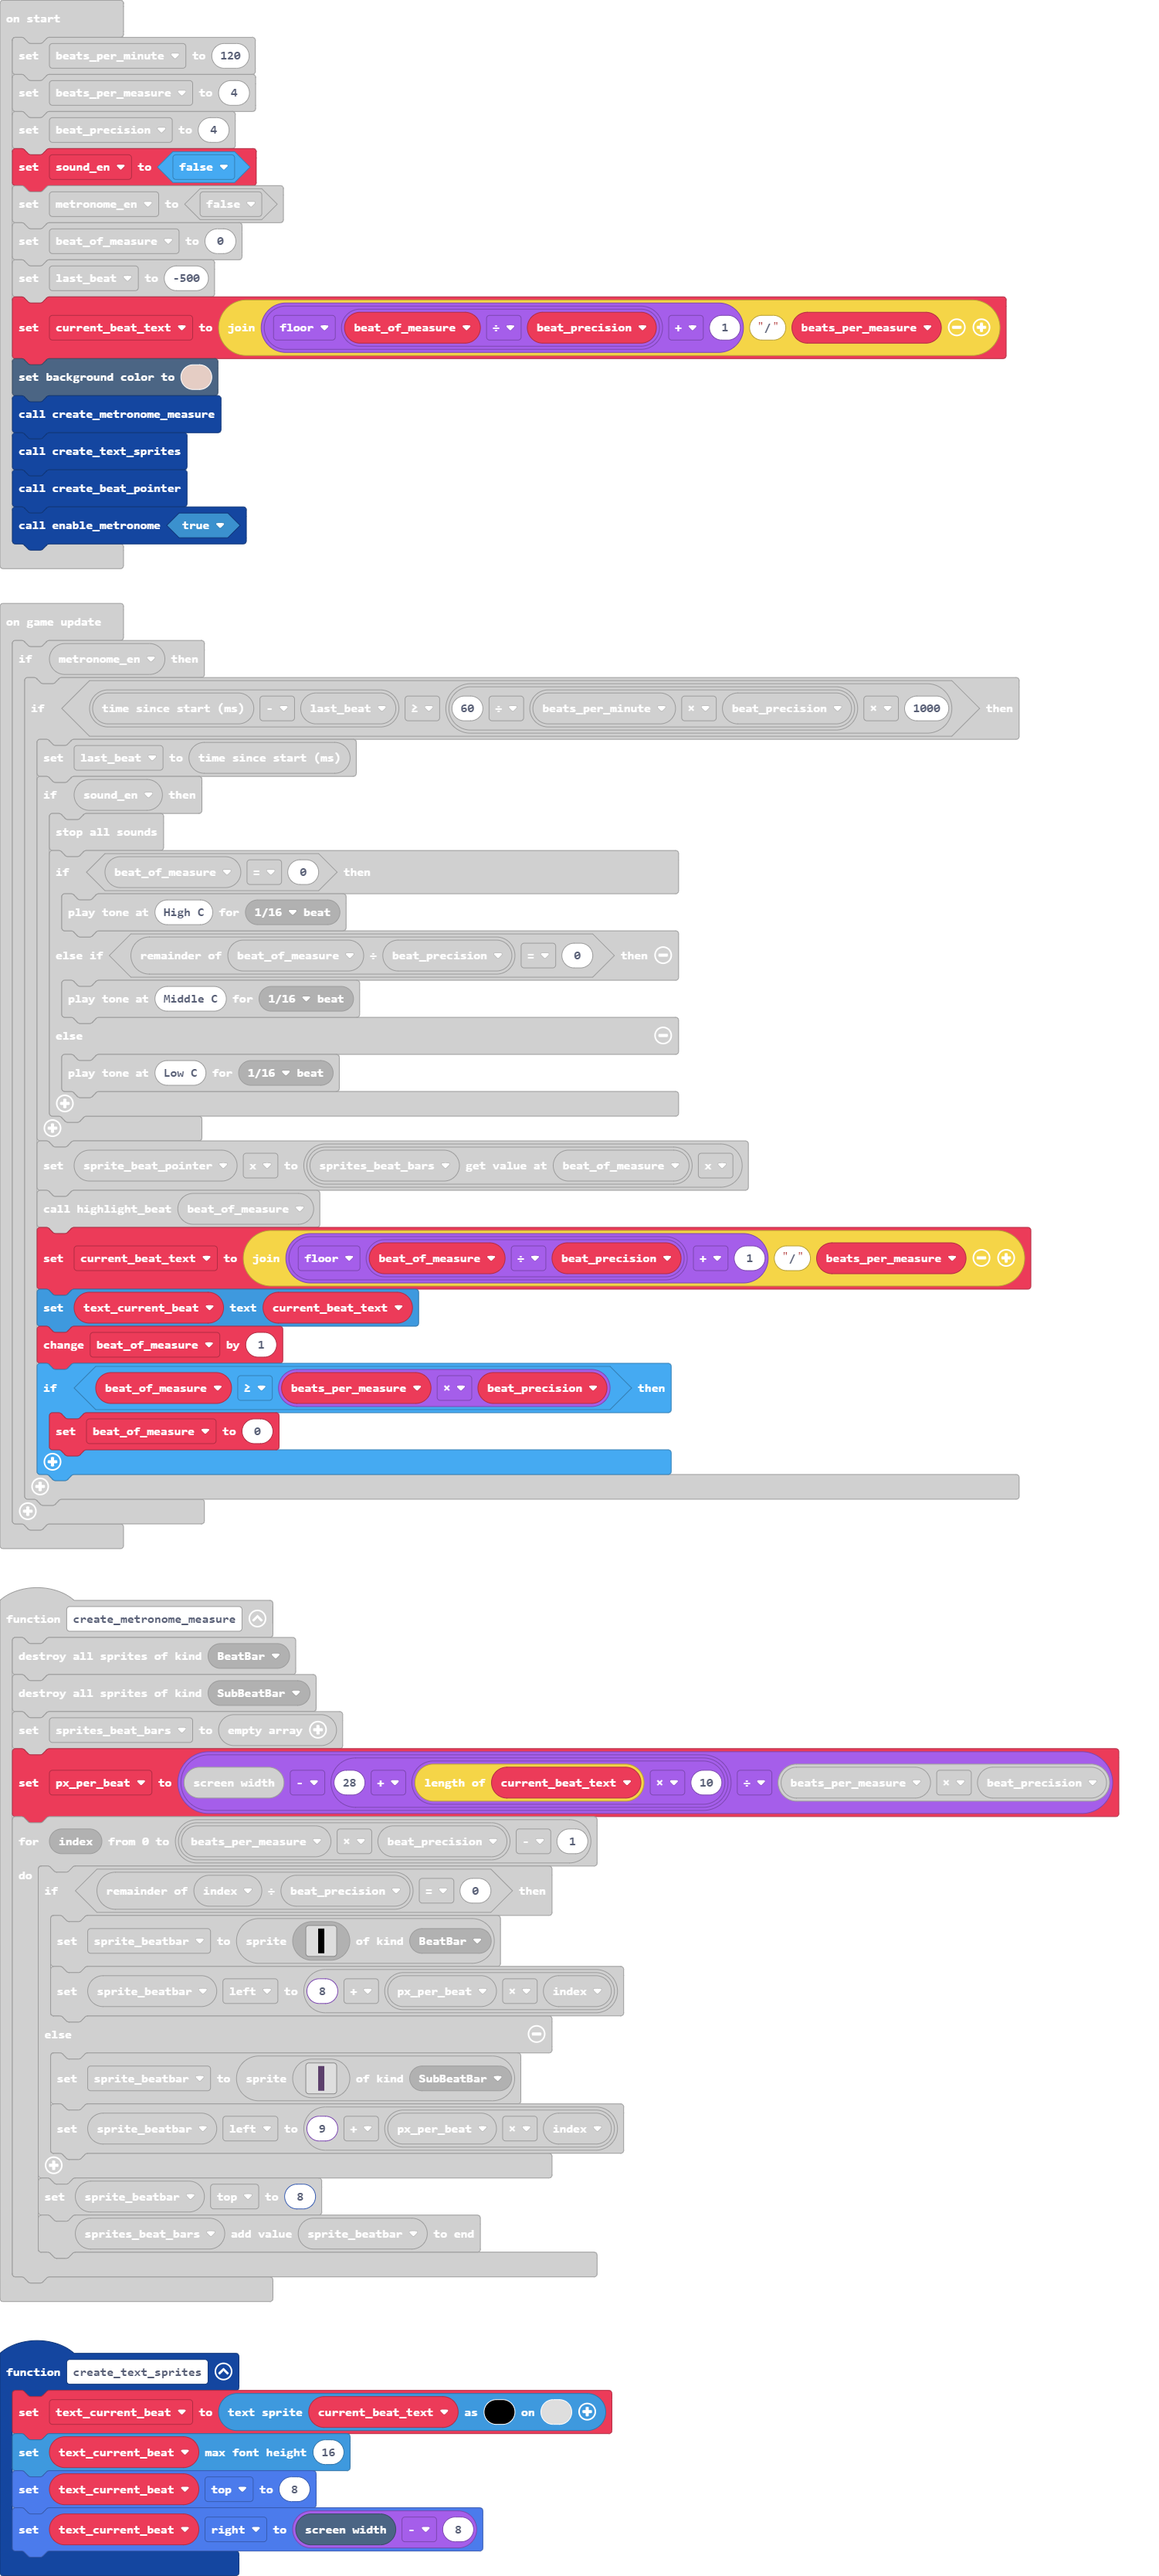 on start
set beats_per_minute to 120
set beats_per_measure to 4
set beat_precision to 4
set sound_en to false
set metronome_en to false
set beat_of_measure to 0
set last_beat to -500
set current_beat_text to join floor beat_of_measure ÷ beat_precision + 1 "/" beats_per_measure
set background color to
call create_metronome_measure
call create_text_sprites
call create_beat_pointer
call enable_metronome true
on game update
if metronome_en then
if time since start (ms) - last_beat ≥ 60 ÷ beats_per_minute × beat_precision × 1000 then
set last_beat to time since start (ms)
if sound_en then
stop all sounds
if beat_of_measure = 0 then
play tone at High C for 1/16 beat
else if remainder of beat_of_measure ÷ beat_precision = 0 then
play tone at Middle C for 1/16 beat
else
play tone at Low C for 1/16 beat
set sprite_beat_pointer x to sprites_beat_bars get value at beat_of_measure x
call highlight_beat beat_of_measure
set current_beat_text to join floor beat_of_measure ÷ beat_precision + 1 "/" beats_per_measure
set text_current_beat text current_beat_text
change beat_of_measure by 1
if beat_of_measure ≥ beats_per_measure × beat_precision then
set beat_of_measure to 0
function create_metronome_measure
destroy all sprites of kind BeatBar
destroy all sprites of kind SubBeatBar
set sprites_beat_bars to empty array
set px_per_beat to screen width - 28 + length of current_beat_text × 10 ÷ beats_per_measure × beat_precision
for index from 0 to beats_per_measure × beat_precision - 1
do
if remainder of index ÷ beat_precision = 0 then
set sprite_beatbar to sprite of kind BeatBar
set sprite_beatbar left to 8 + px_per_beat × index
else
set sprite_beatbar to sprite of kind SubBeatBar
set sprite_beatbar left to 9 + px_per_beat × index
set sprite_beatbar top to 8
sprites_beat_bars add value sprite_beatbar to end
function create_text_sprites
set text_current_beat to text sprite current_beat_text as on
set text_current_beat max font height 16
set text_current_beat top to 8
set text_current_beat right to screen width - 8